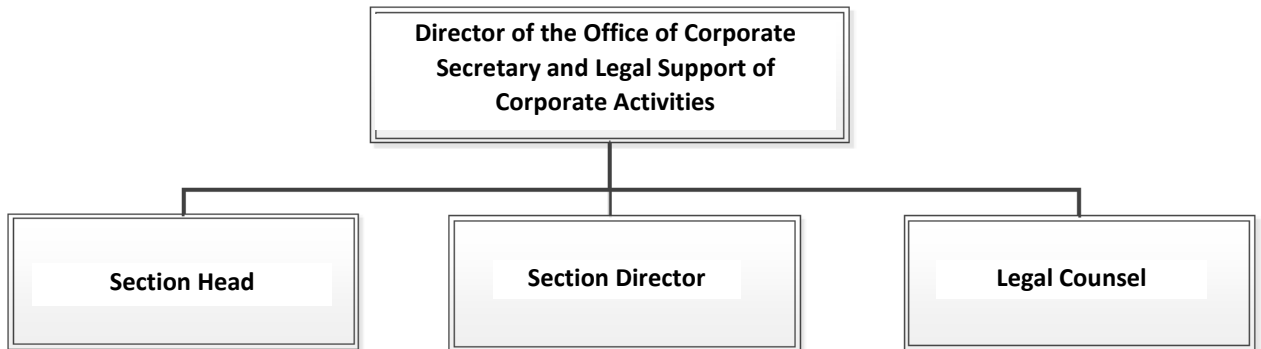 Director of the Office of Corporate
Secretary and Legal Support of
Corporate Activities
Section Head
Section Director
Legal Counsel